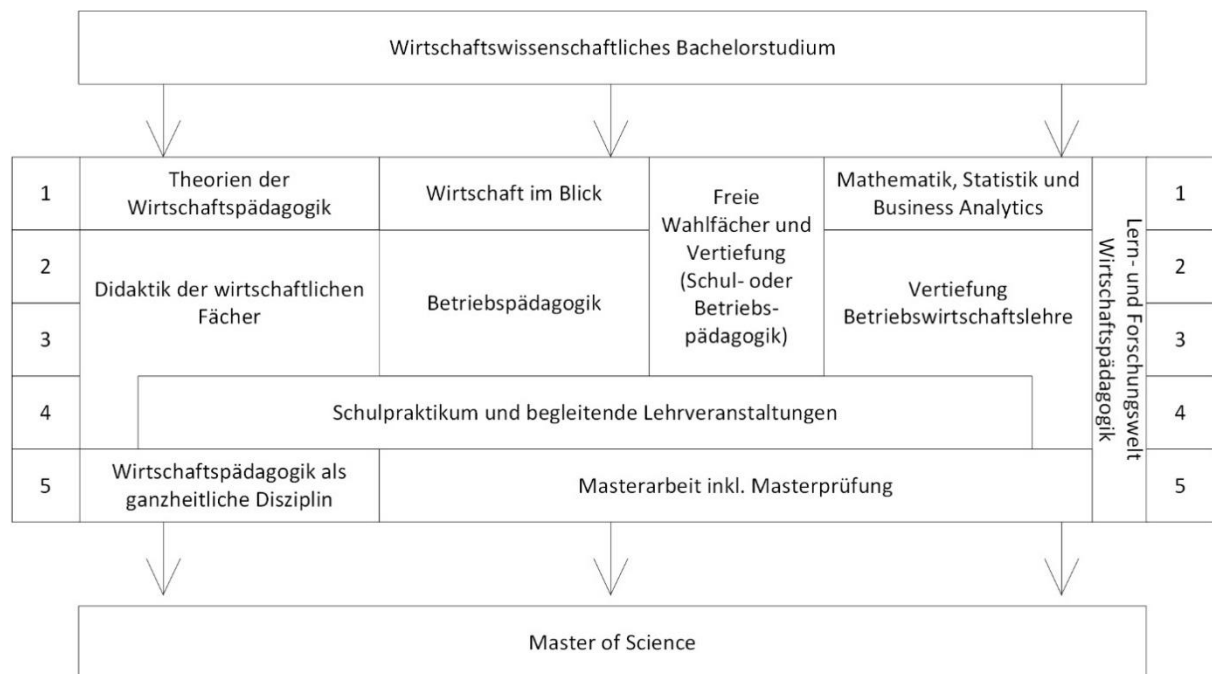 Wirtschaftswissenschaftliches Bachelorstudium
1
Theorien der
Wirtschaftspädagogik
Wirtschaft im Blick
Freie
Wahlfächer und
Vertiefung
(Schul- oder
Betriebs-
pädagogik)
Mathematik, Statistik und
Business Analytics
Lern- und Forschungswelt
Wirtschaftspädagogik
1
2
Didaktik der wirtschaftlichen
Fächer
Betriebspädagogik
Vertiefung
Betriebswirtschaftslehre
2
3
3
4
Schulpraktikum und begleitende Lehrveranstaltungen
4
5
Wirtschaftspädagogik als
ganzheitliche Disziplin
Masterarbeit inkl. Masterprüfung
5
Master of Science